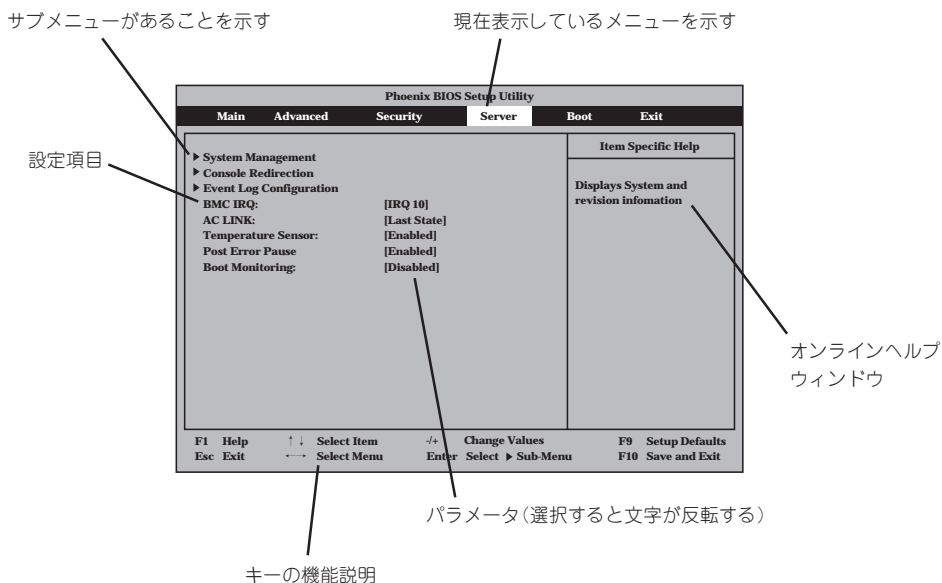 サブメニューがあることを示す
現在表示しているメニューを示す
Phoenix BIOS Setup Utility
Main Advanced Security Server Boot Exit
Item Specific Help
設定項目
▶ System Management
▶ Console Redirection
▶ Event Log Configuration
BMC IRQ: [IRQ 10]
AC LINK: [Last State]
Temperature Sensor: [Enabled]
Post Error Pause [Enabled]
Boot Monitoring: [Disabled]
Displays System and
revision infomation
オンラインヘルプ
ウィンドウ
F1 Help ↑↓ Select Item -/+ Change Values F9 Setup Defaults
Esc Exit ←→ Select Menu Enter Select ▶ Sub-Menu F10 Save and Exit
パラメータ（選択すると文字が反転する）
キーの機能説明